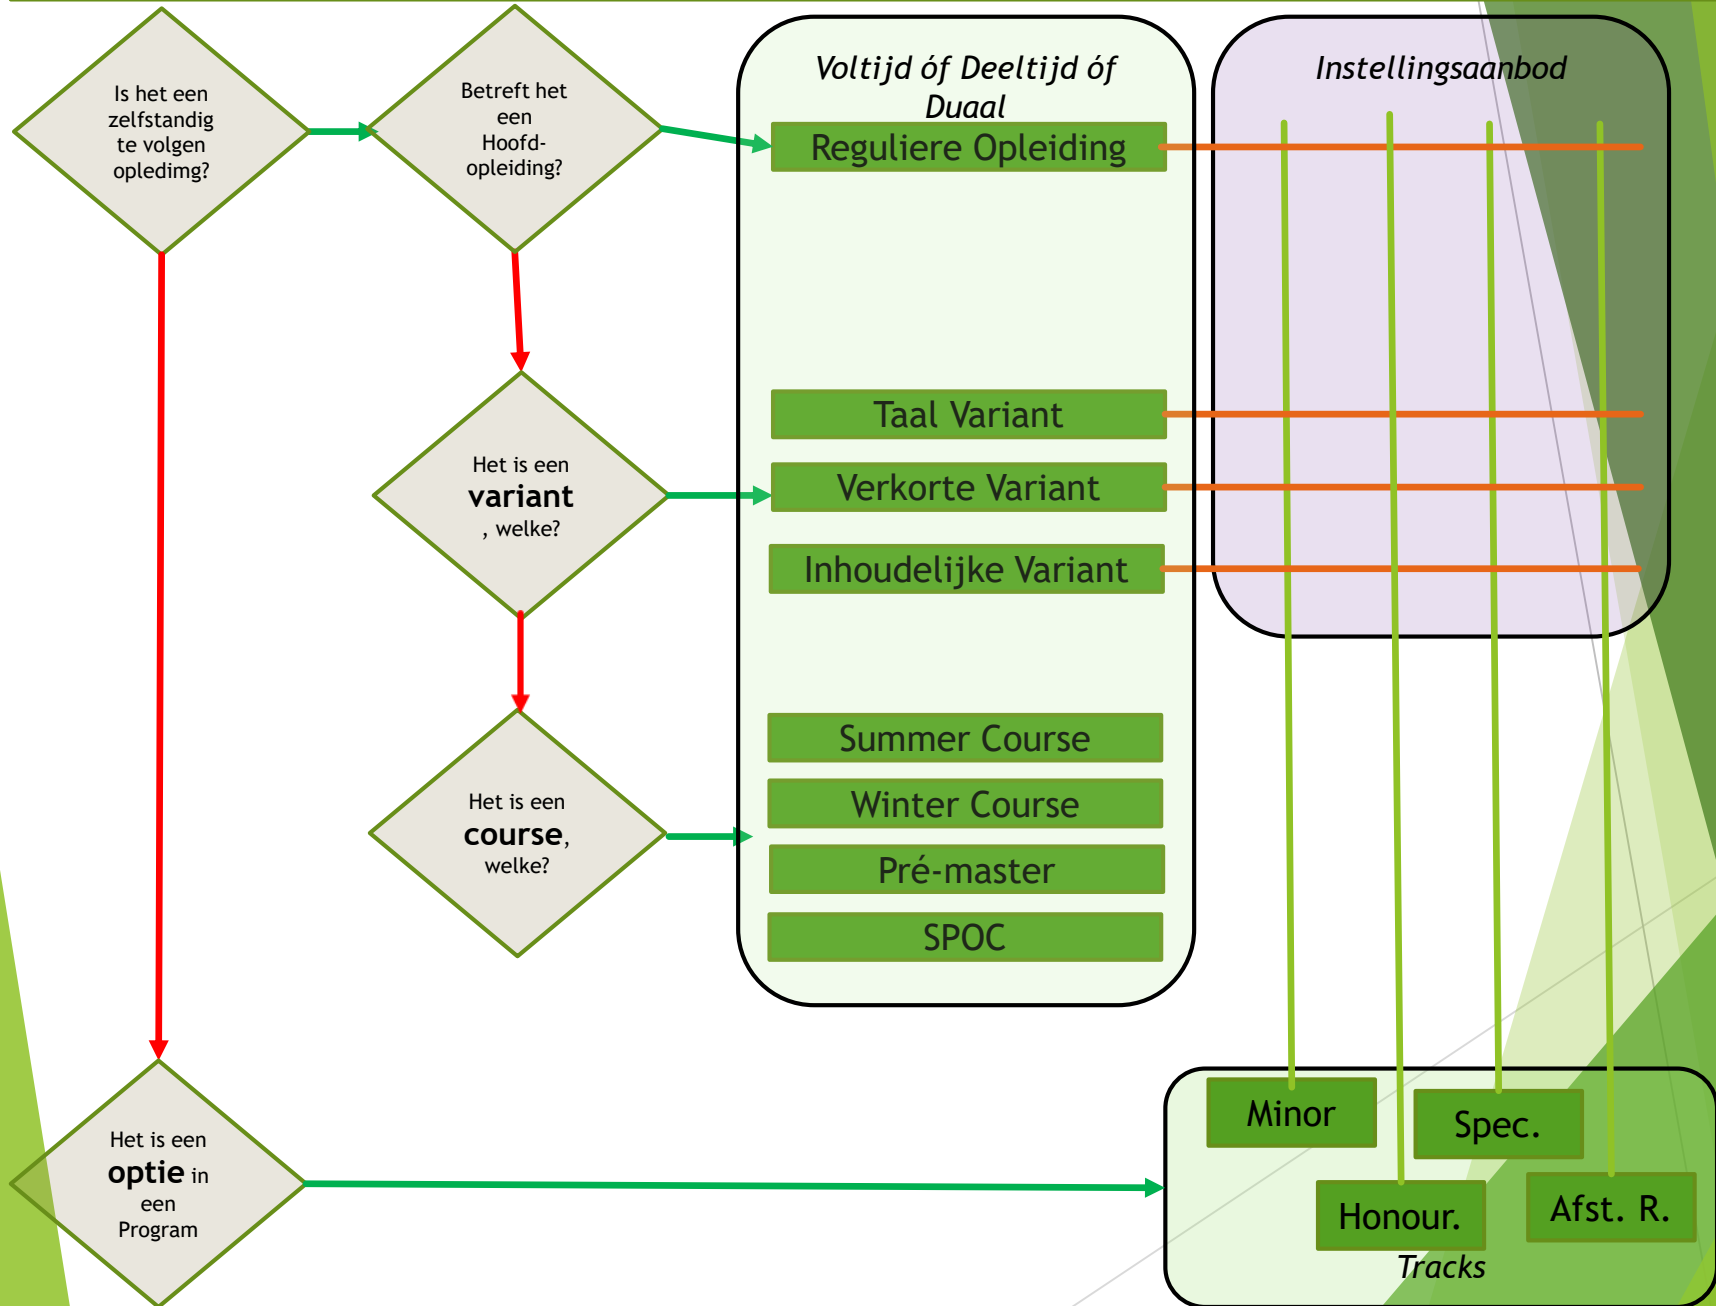 Is het een
zelfstandig
te volgen
opledimg?
Betreft het
een
Hoofd-
opleiding?
Voltijd óf Deeltijd óf
Duaal
Reguliere Opleiding
Instellingsaanbod
Het is een
variant
, welke?
Taal Variant
Verkorte Variant
Inhoudelijke Variant
Het is een
course,
welke?
Summer Course
Winter Course
Pré-master
SPOC
Het is een
optie in
een
Program
Minor
Spec.
Honour.
Afst. R.
Tracks